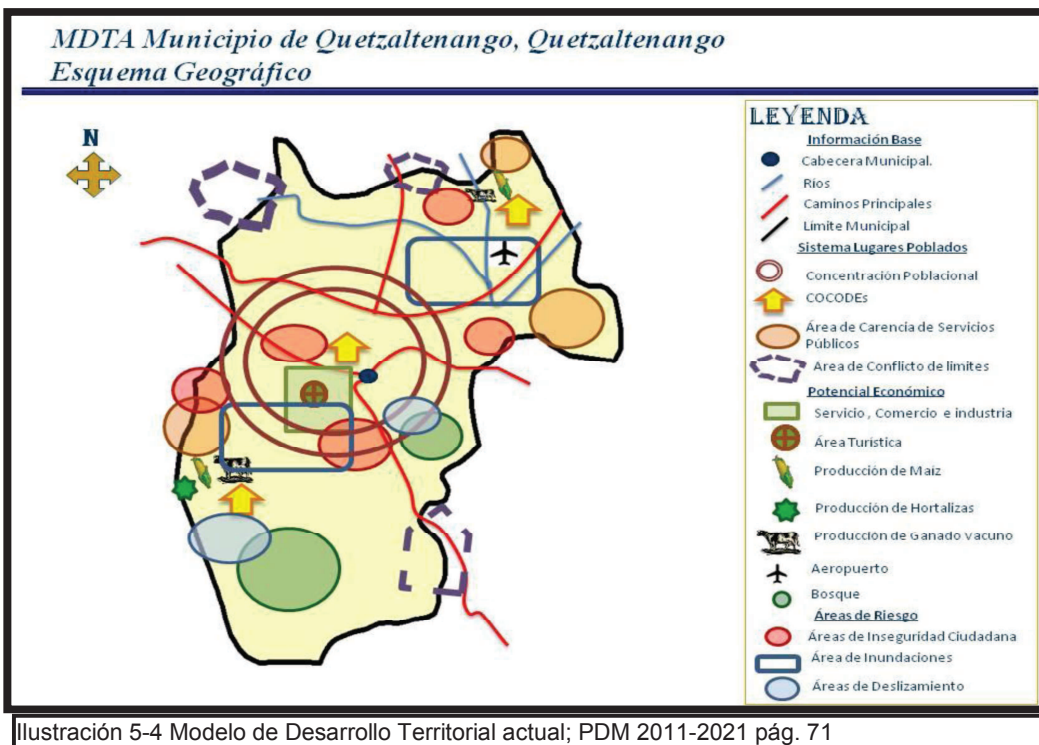 MDTA Municipio de Quetzaltenango, Quetzaltenango
Esquema Geográfico
N
LEYENDA
Información Base
Cabecera Municipal.
Ríos
Caminos Principales
Límite Municipal
Sistema Lugares Poblados
Concentración Poblacional
COCODEs
Área de Carencia de Servicios
Públicos
Area de Conflicto de limites
Potencial Económico
Servicio , Comercio e industria
Área Turística
Producción de Maíz
Producción de Hortalizas
Producción de Ganado Vacuno
Aeropuerto
Bosque
Áreas de Riesgo
Áreas de Inseguridad Ciudadana
Área de Inundaciones
Áreas de Deslizamiento
Ilustración 5-4 Modelo de Desarrollo Territorial actual; PDM 2011-2021 pág. 71